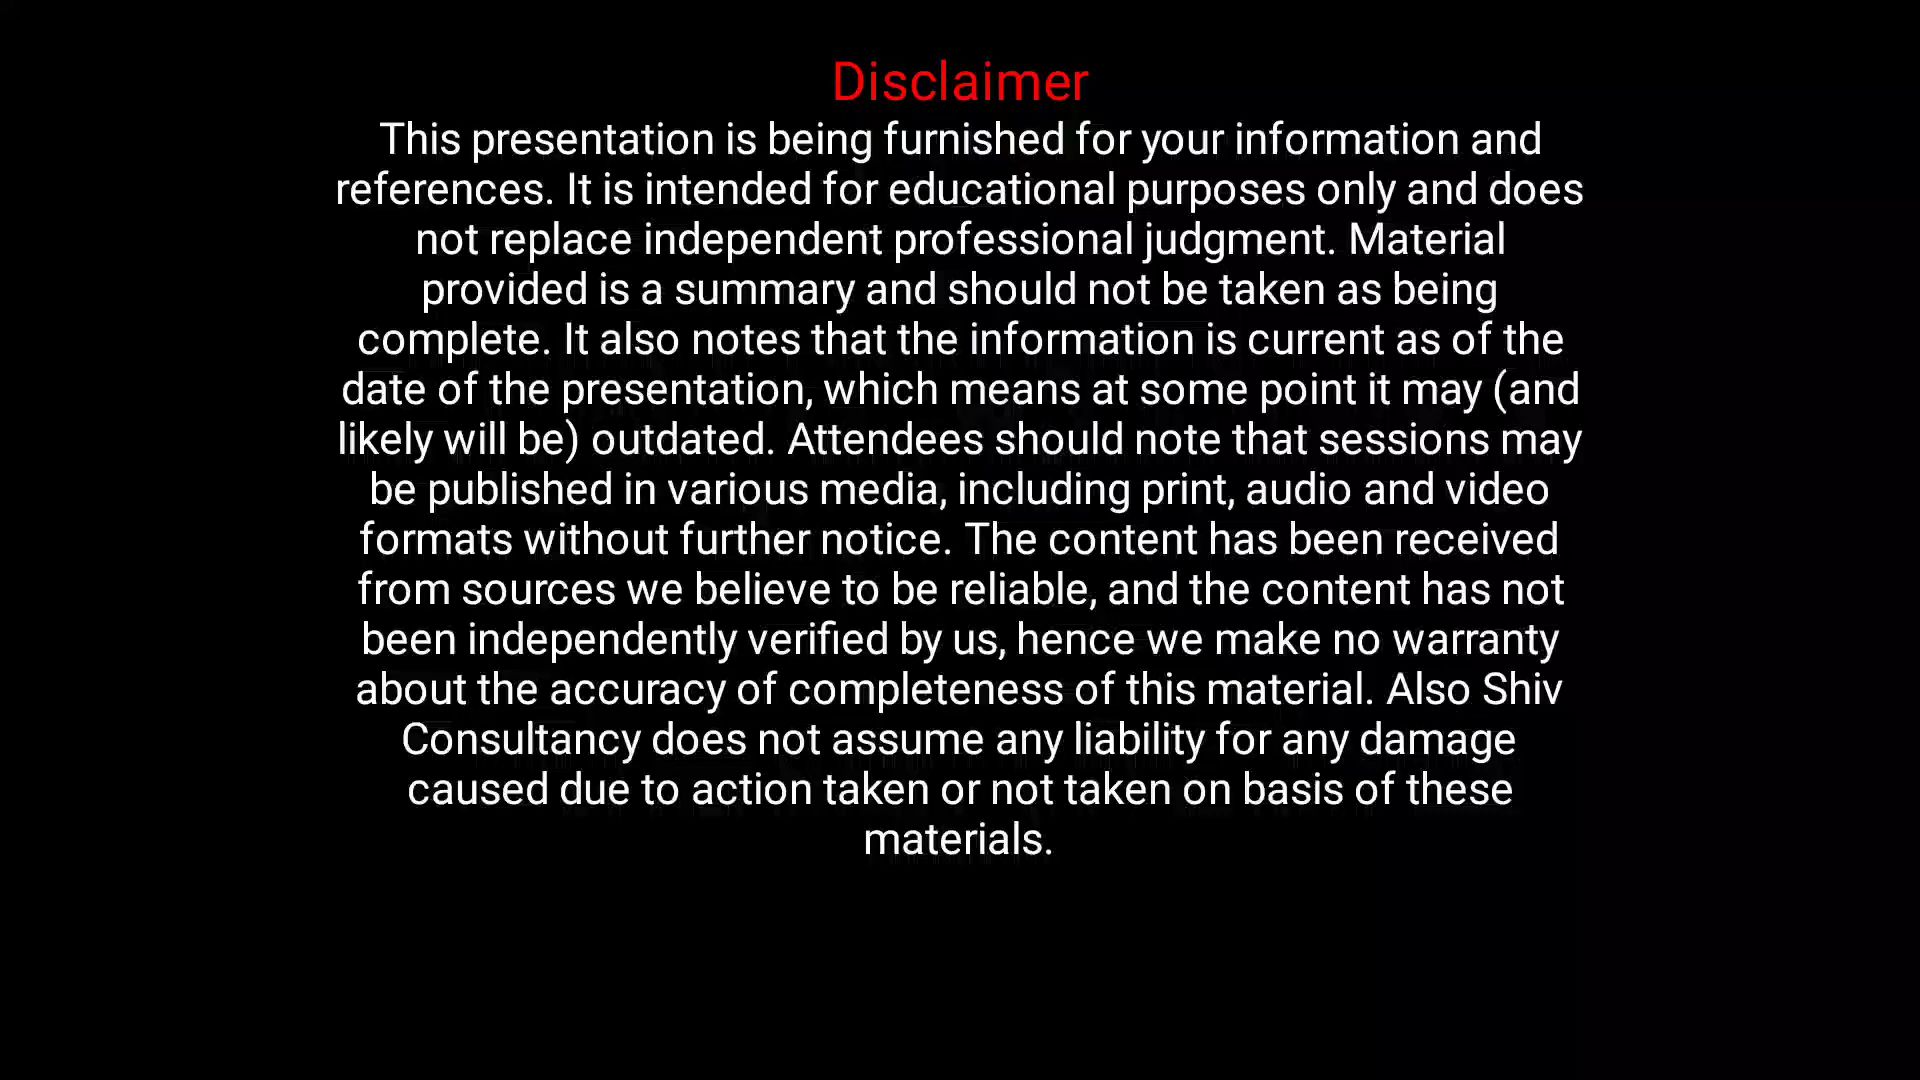 Disclaimer
This presentation is being furnished for your information and
references. It is intended for educational purposes only and does
not replace independent professional judgment. Material
provided is a summary and should not be taken as being
complete. It also notes that the information is current as of the
date of the presentation, which means at some point it may (and
likely will be) outdated. Attendees should note that sessions may
be published in various media, including print, audio and video
formats without further notice. The content has been received
from sources we believe to be reliable, and the content has not
been independently verified by us, hence we make no warranty
about the accuracy of completeness of this material. Also Shiv
Consultancy does not assume any liability for any damage
caused due to action taken or not taken on basis of these
materials.